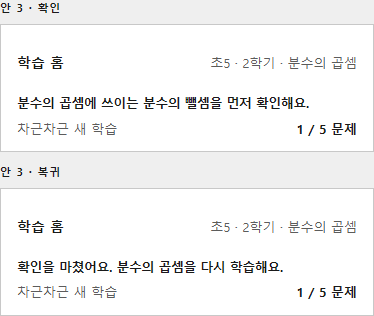 안 3 · 확인
학습 홈 초5 · 2학기 · 분수의 곱셈
분수의 곱셈에 쓰이는 분수의 뺄셈을 먼저 확인해요.
차근차근 새 학습 1 / 5 문제
안 3 · 복귀
학습 홈 초5 · 2학기 · 분수의 곱셈
확인을 마쳤어요. 분수의 곱셈을 다시 학습해요.
차근차근 새 학습 1 / 5 문제